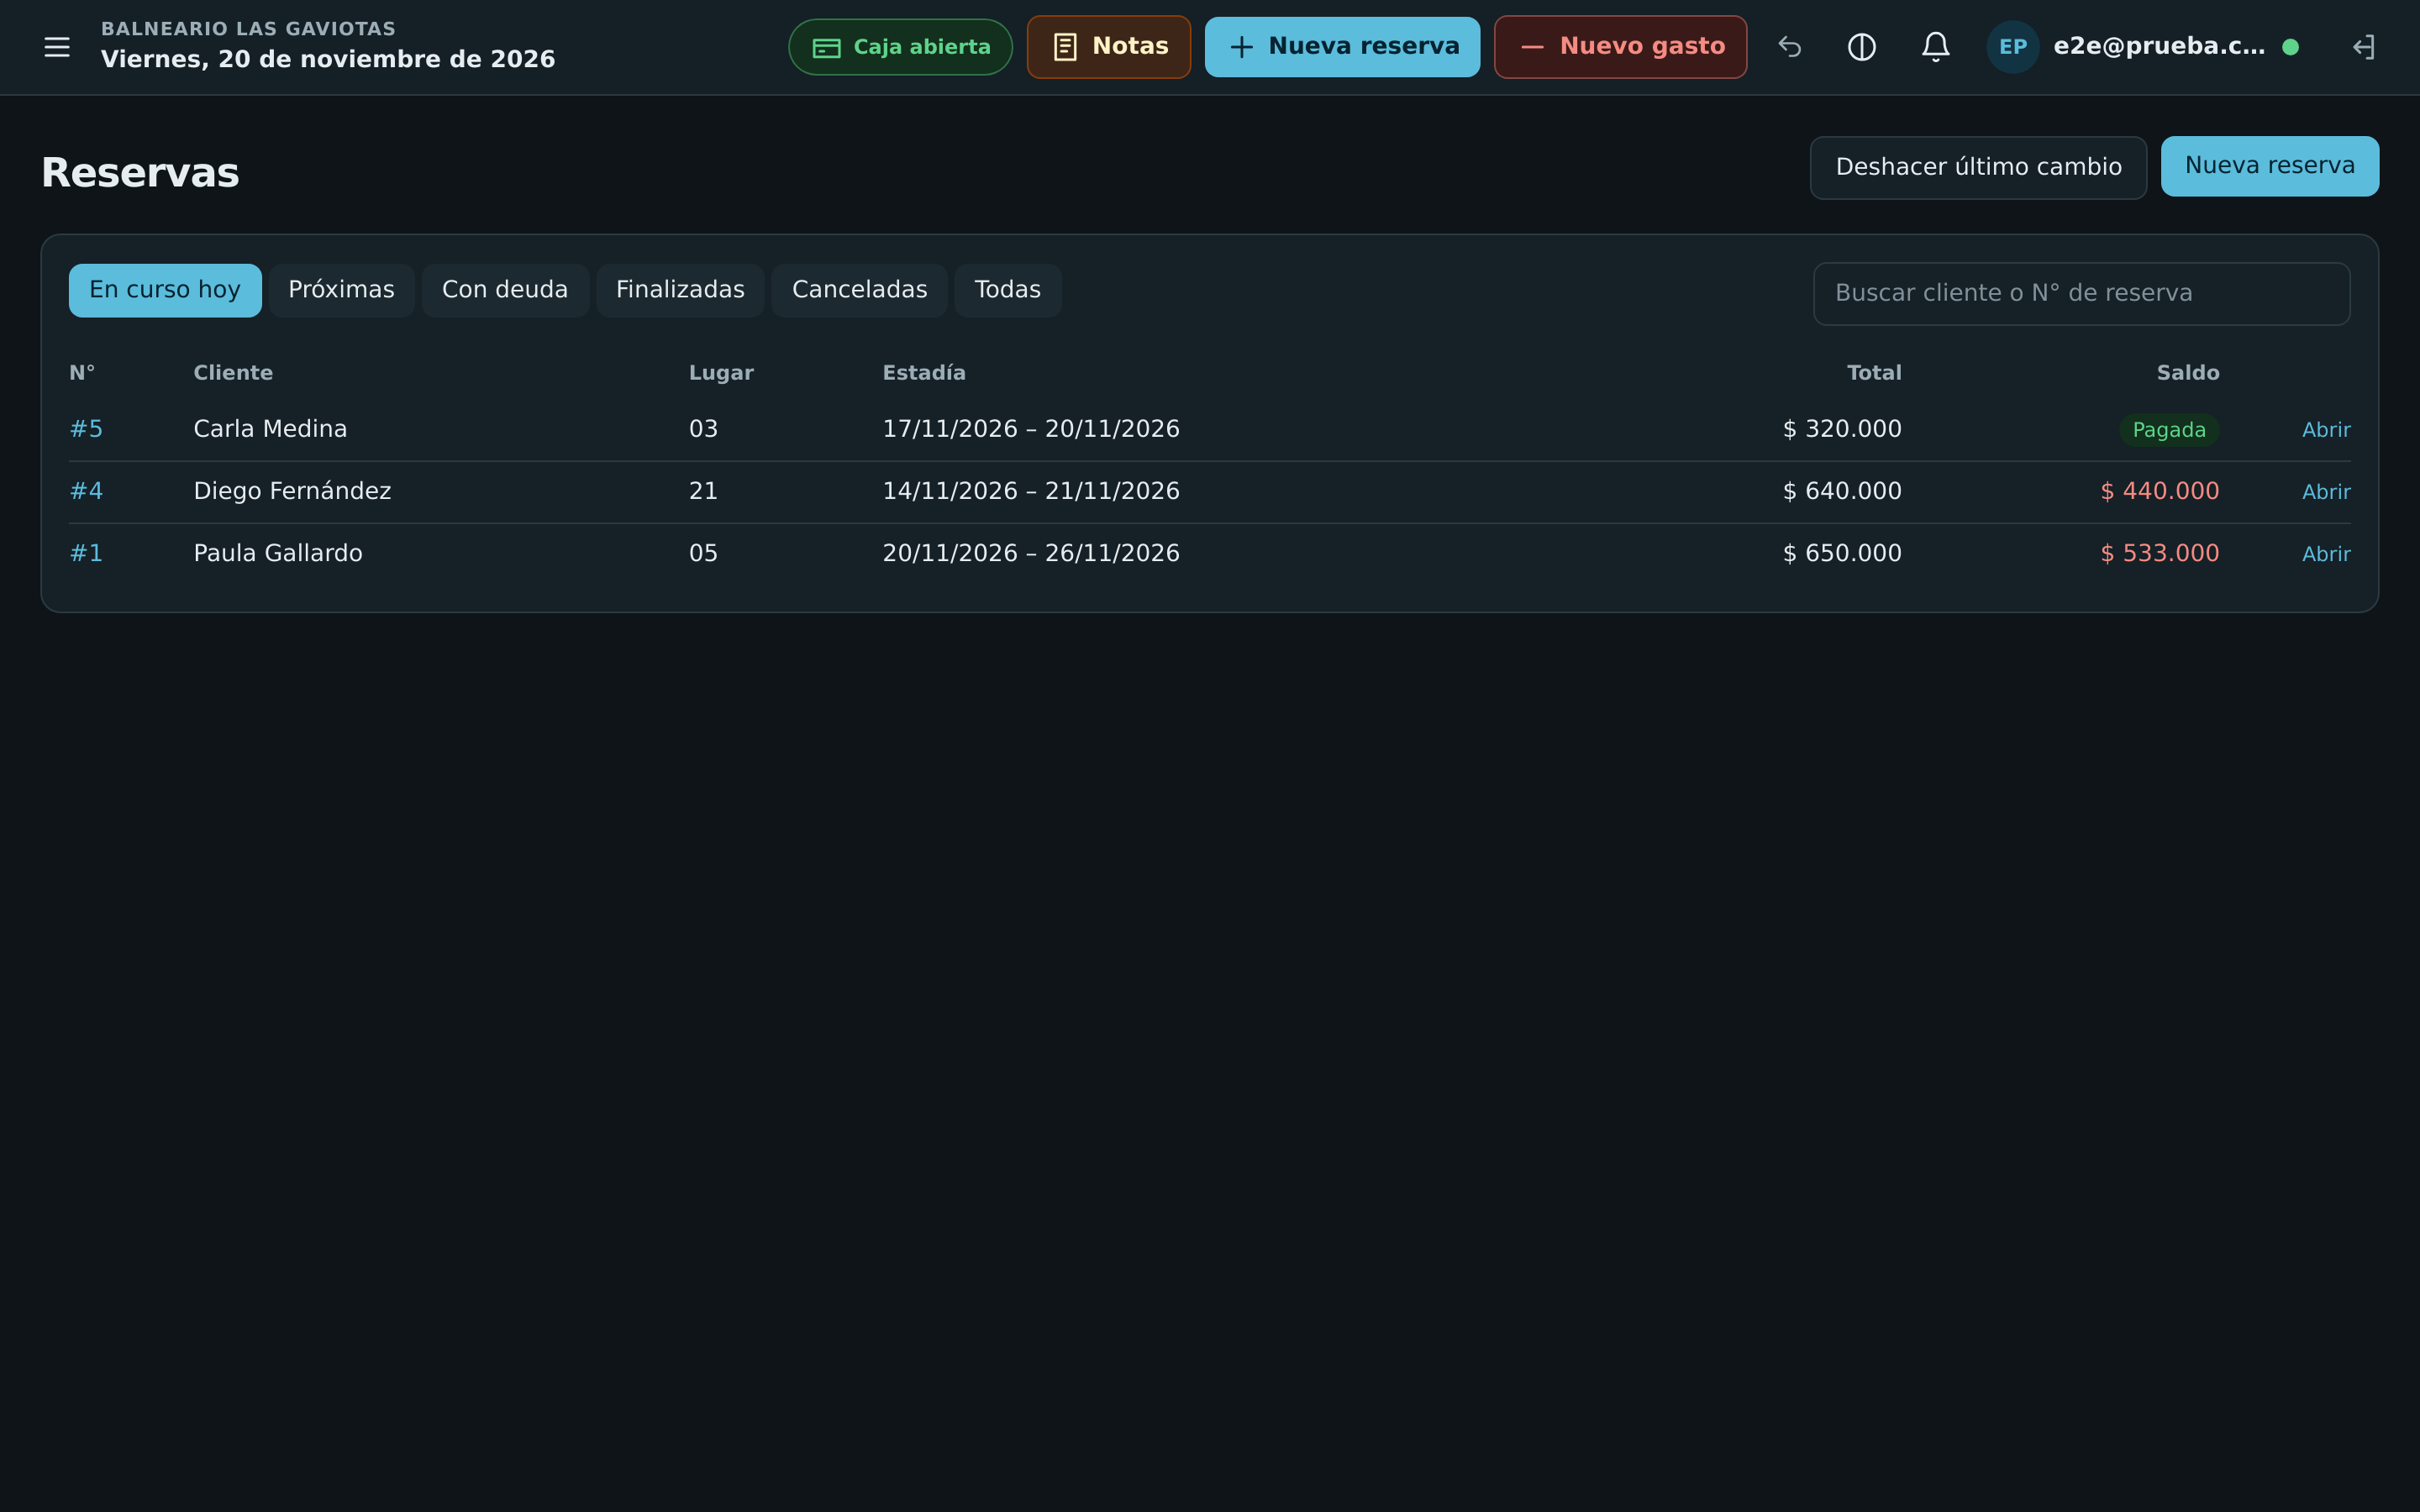 BALNEARIO LAS GAVIOTAS
Viernes, 20 de noviembre de 2026
Caja abierta
Notas
Nueva reserva
Nuevo gasto
EP
e2e@prueba.c…
Reservas
Deshacer último cambio
Nueva reserva
En curso hoy
Próximas
Con deuda
Finalizadas
Canceladas
Todas
Buscar cliente o N° de reserva
N° Cliente Lugar Estadía Total Saldo
#5 Carla Medina 03 17/11/2026 – 20/11/2026 $ 320.000 Pagada Abrir
#4 Diego Fernández 21 14/11/2026 – 21/11/2026 $ 640.000 $ 440.000 Abrir
#1 Paula Gallardo 05 20/11/2026 – 26/11/2026 $ 650.000 $ 533.000 Abrir